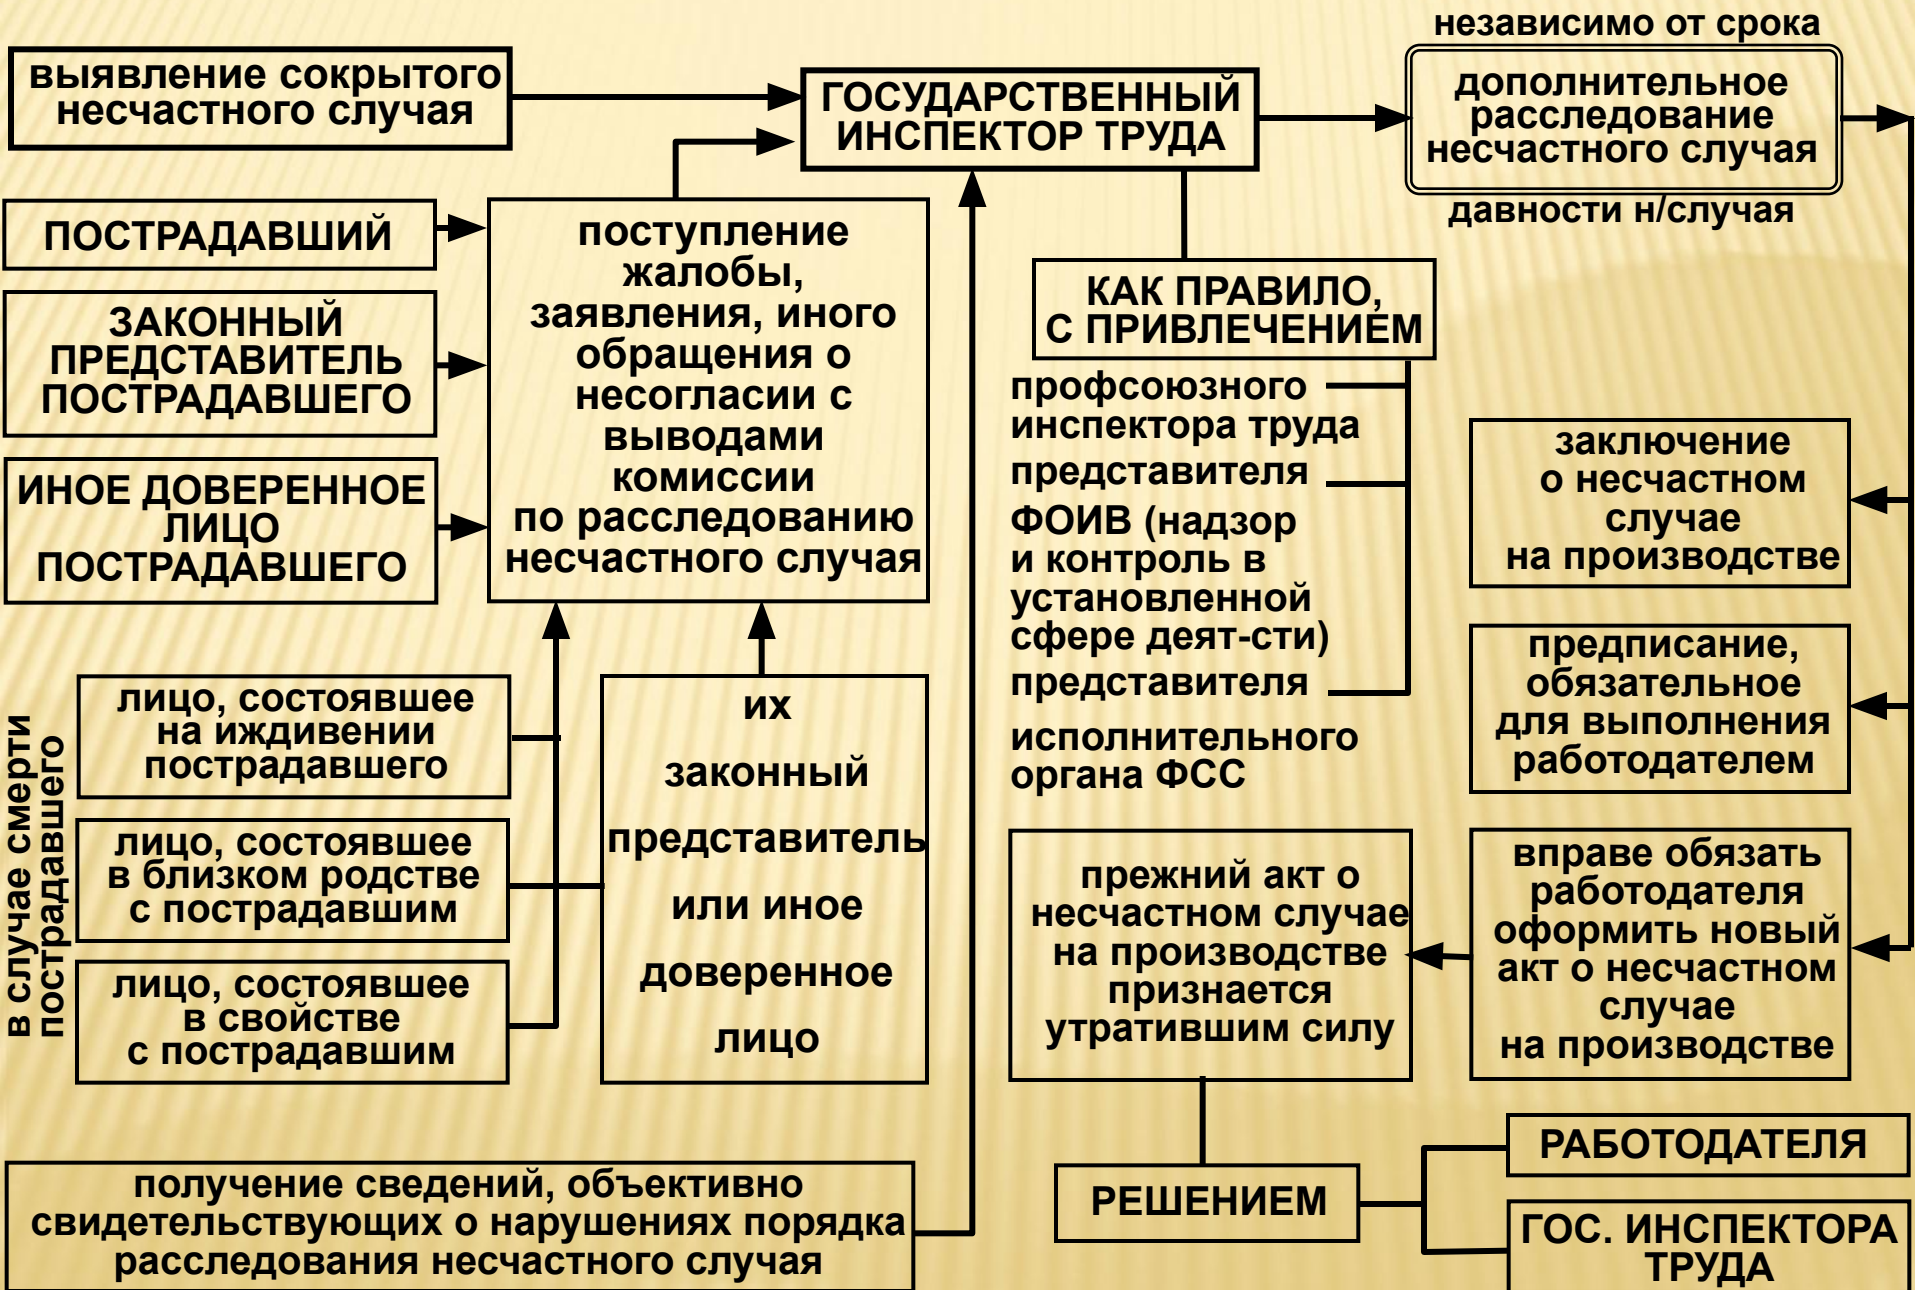 выявление сокрытого
несчастного случая
ГОСУДАРСТВЕННЫЙ
ИНСПЕКТОР ТРУДА
независимо от срока
дополнительное
расследование
несчастного случая
давности н/случая
ПОСТРАДАВШИЙ
ЗАКОННЫЙ
ПРЕДСТАВИТЕЛЬ
ПОСТРАДАВШЕГО
ИНОЕ ДОВЕРЕННОЕ
ЛИЦО
ПОСТРАДАВШЕГО
поступление
жалобы,
заявления, иного
обращения о
несогласии с
выводами
комиссии
по расследованию
несчастного случая
КАК ПРАВИЛО,
С ПРИВЛЕЧЕНИЕМ
профсоюзного
инспектора труда
представителя
ФОИВ (надзор
и контроль в
установленной
сфере деят-сти)
представителя
исполнительного
органа ФСС
заключение
о несчастном
случае
на производстве
предписание,
обязательное
для выполнения
работодателем
вправе обязать
работодателя
оформить новый
акт о несчастном
случае
на производстве
прежний акт о
несчастном случае
на производстве
признается
утратившим силу
в случае смерти
пострадавшего
лицо, состоявшее
на иждивении
пострадавшего
лицо, состоявшее
в близком родстве
с пострадавшим
лицо, состоявшее
в свойстве
с пострадавшим
их
законный
представитель
или иное
доверенное
лицо
получение сведений, объективно
свидетельствующих о нарушениях порядка
расследования несчастного случая
РЕШЕНИЕМ
РАБОТОДАТЕЛЯ
ГОС. ИНСПЕКТОРА
ТРУДА